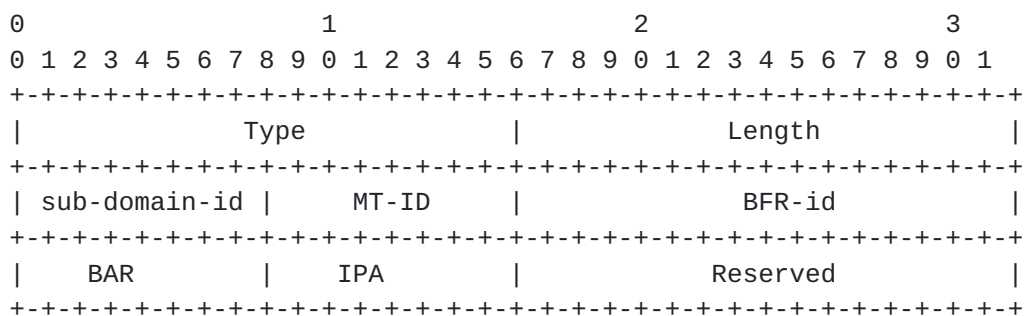 0                   1                   2                   3
0 1 2 3 4 5 6 7 8 9 0 1 2 3 4 5 6 7 8 9 0 1 2 3 4 5 6 7 8 9 0 1
+-+-+-+-+-+-+-+-+-+-+-+-+-+-+-+-+-+-+-+-+-+-+-+-+-+-+-+-+-+-+-+-+
|              Type             |             Length            |
+-+-+-+-+-+-+-+-+-+-+-+-+-+-+-+-+-+-+-+-+-+-+-+-+-+-+-+-+-+-+-+-+
| sub-domain-id |     MT-ID     |              BFR-id           |
+-+-+-+-+-+-+-+-+-+-+-+-+-+-+-+-+-+-+-+-+-+-+-+-+-+-+-+-+-+-+-+-+
|    BAR        |    IPA        |            Reserved           |
+-+-+-+-+-+-+-+-+-+-+-+-+-+-+-+-+-+-+-+-+-+-+-+-+-+-+-+-+-+-+-+-+